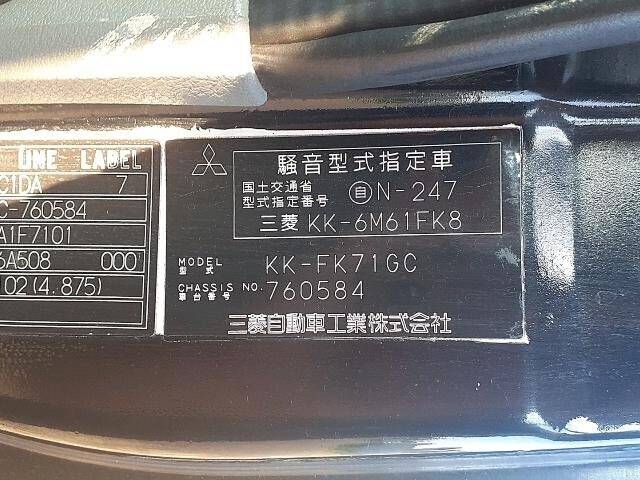 UNE LABEL
C1DA 7
C-760584
A1F7101
6A508 000
102(4.875)
騒音型式指定車
国土交通省
型式指定番号
自N-247
三菱 KK-6M61FK8
MODEL
型式
KK-FK71GC
CHASSIS NO.
車台番号
760584
三菱自動車工業株式会社